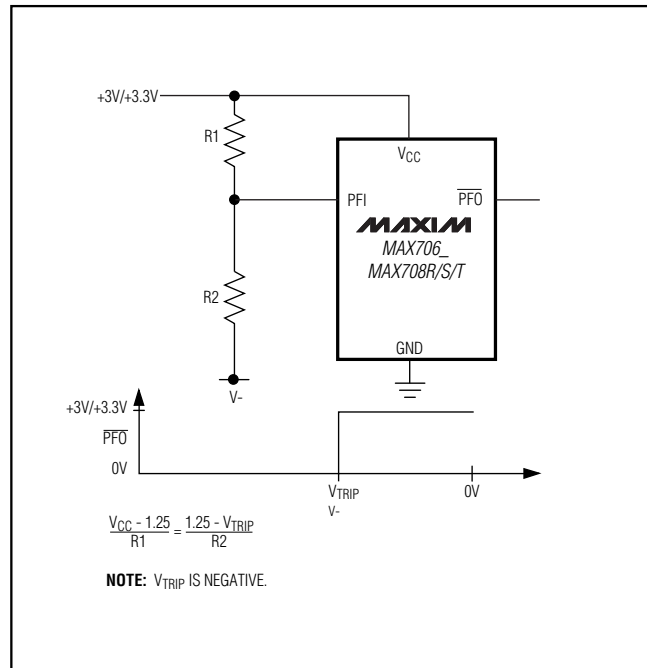 +3V/+3.3V
R1
VCC
PFI
PFO
MAXIM
MAX706_
MAX708R/S/T
R2
GND
V-
+3V/+3.3V
PFO
0V
VTRIP
0V
V-
VCC - 1.25
R1
=
1.25 - VTRIP
R2
NOTE: VTRIP IS NEGATIVE.